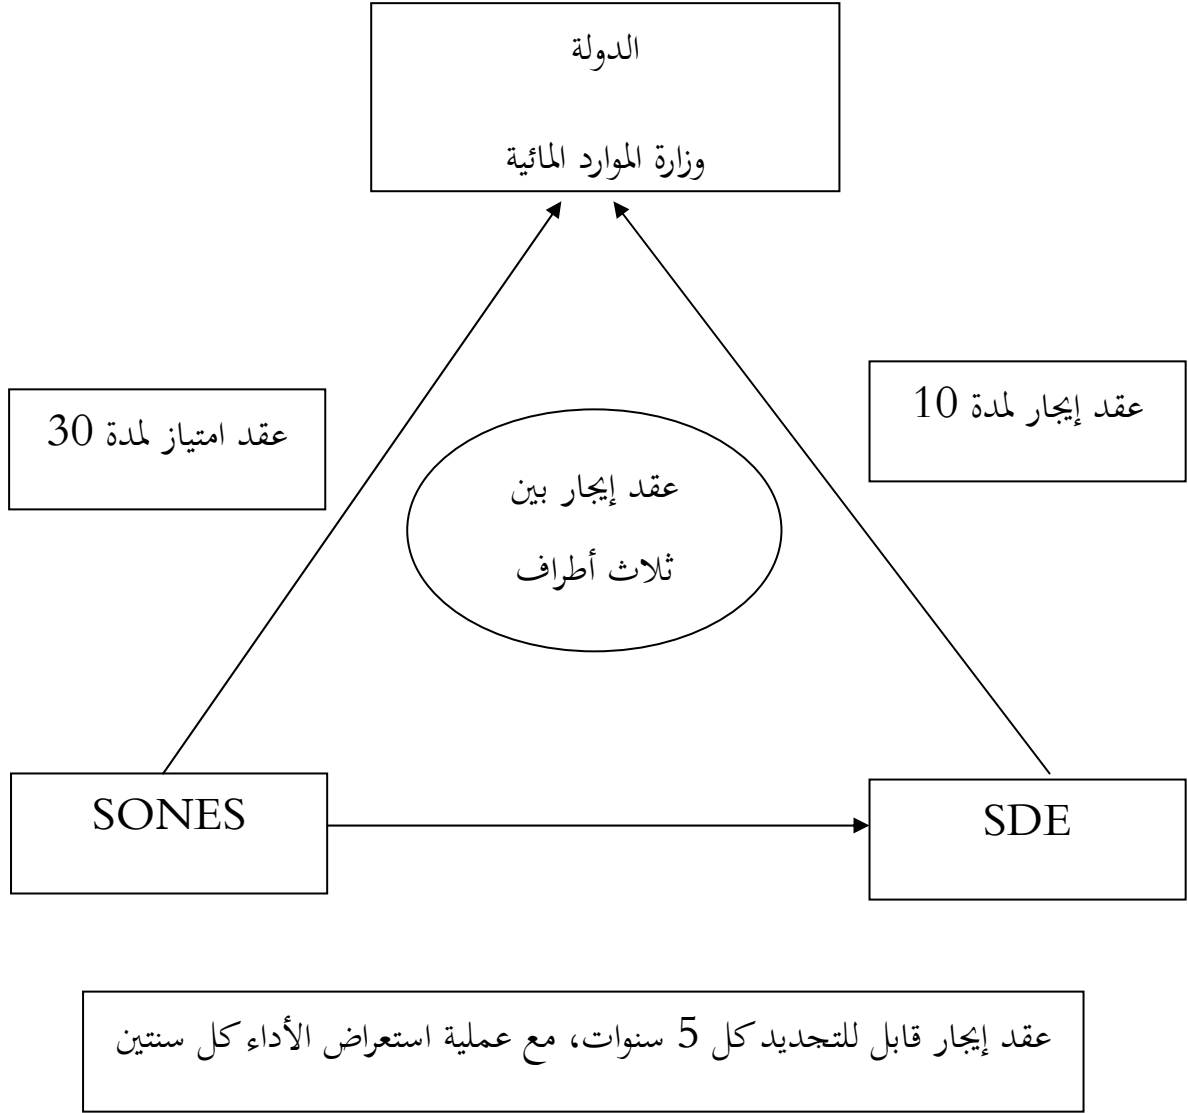 الدولة
وزارة الموارد المائية
عقد إيجار لمدة 10
عقد امتياز لمدة 30
عقد إيجار بين
ثلاث أطراف
SONES
SDE
عقد إيجار قابل للتجديد كل 5 سنوات، مع عملية استعراض الأداء كل سنتين